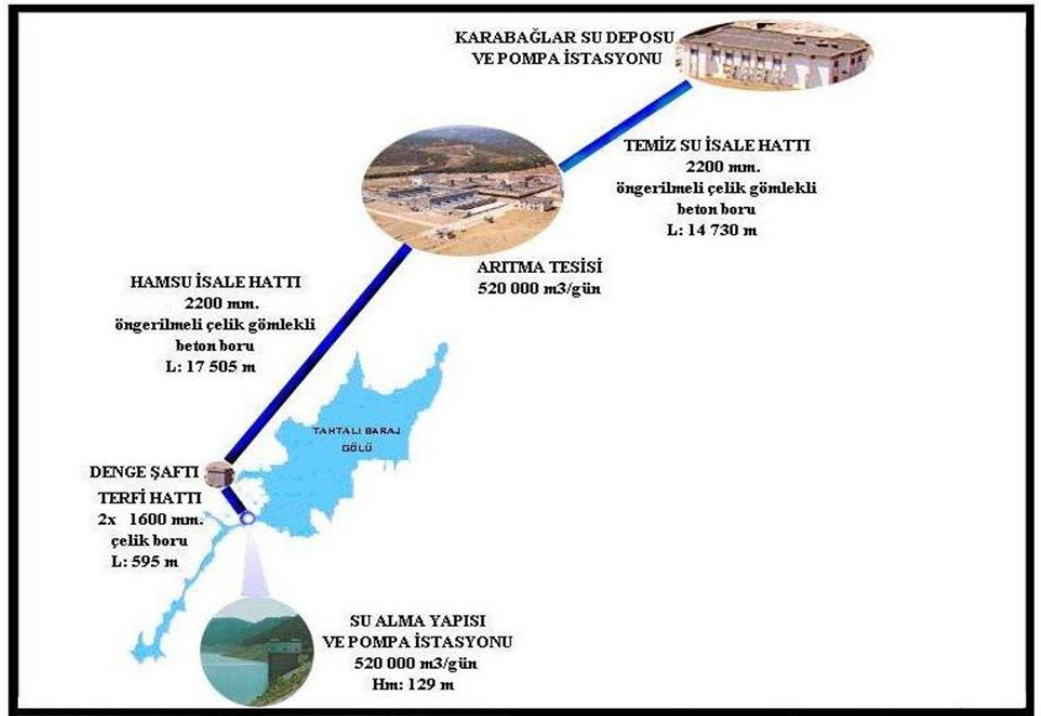 KARABAĞLAR SU DEPOSU
VE POMPA İSTASYONU
TEMİZ SU İSALE HATTI
2200 mm.
öngerilmeli çelik gömlekli
beton boru
L: 14 730 m
ARITMA TESİSİ
520 000 m3/gün
HAMSU İSALE HATTI
2200 mm.
öngerilmeli çelik gömlekli
beton boru
L: 17 505 m
TAHTALI BARAJ
GÖLÜ
DENGE ŞAFTI
TERFİ HATTI
2x 1600 mm.
çelik boru
L: 595 m
SU ALMA YAPISI
VE POMPA İSTASYONU
520 000 m3/gün
Hm: 129 m